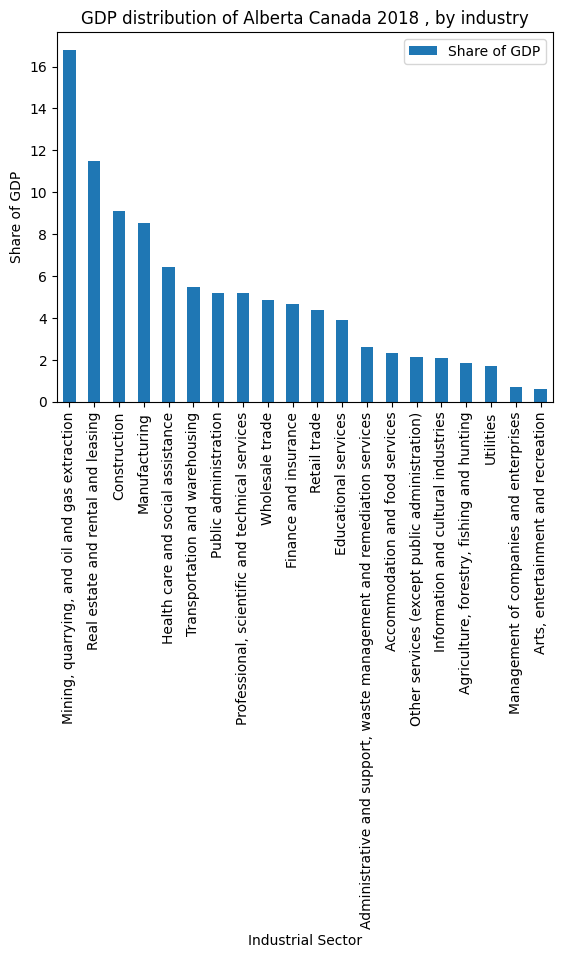 GDP distribution of Alberta Canada 2018 , by industry
Share of GDP
Share of GDP
16
14
12
10
8
6
4
2
0
Mining, quarrying, and oil and gas extraction
Real estate and rental and leasing
Construction
Manufacturing
Health care and social assistance
Transportation and warehousing
Public administration
Professional, scientific and technical services
Wholesale trade
Finance and insurance
Retail trade
Educational services
Administrative and support, waste management and remediation services
Accommodation and food services
Other services (except public administration)
Information and cultural industries
Agriculture, forestry, fishing and hunting
Utilities
Management of companies and enterprises
Arts, entertainment and recreation
Industrial Sector